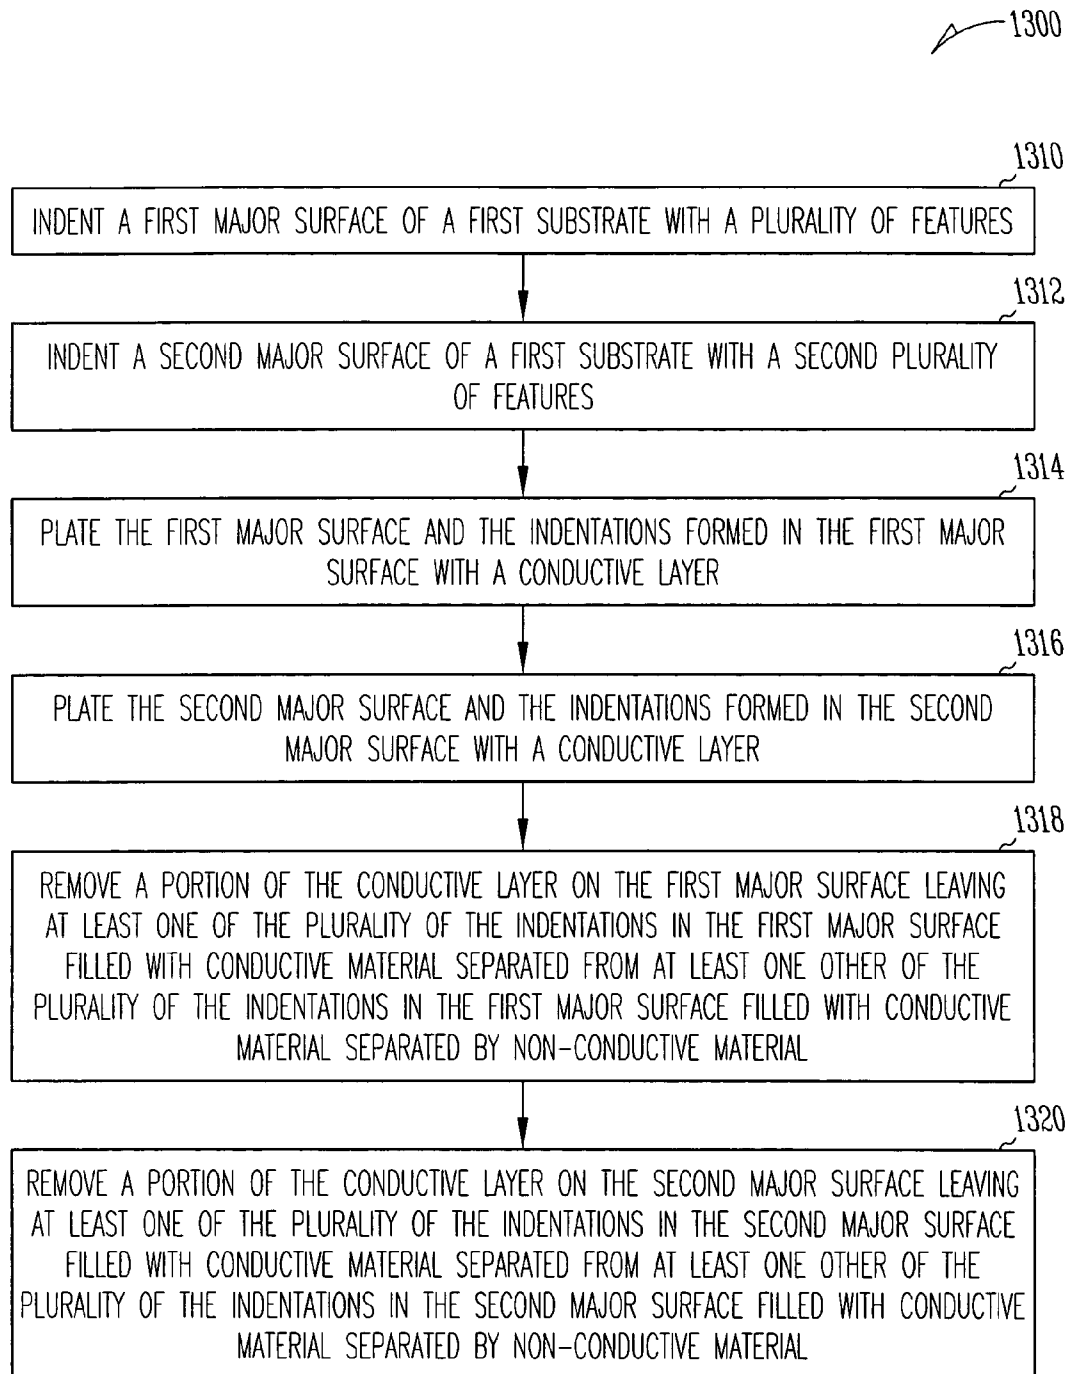 1300
1310
INDENT A FIRST MAJOR SURFACE OF A FIRST SUBSTRATE WITH A PLURALITY OF FEATURES
1312
INDENT A SECOND MAJOR SURFACE OF A FIRST SUBSTRATE WITH A SECOND PLURALITY
OF FEATURES
1314
PLATE THE FIRST MAJOR SURFACE AND THE INDENTATIONS FORMED IN THE FIRST MAJOR
SURFACE WITH A CONDUCTIVE LAYER
1316
PLATE THE SECOND MAJOR SURFACE AND THE INDENTATIONS FORMED IN THE SECOND
MAJOR SURFACE WITH A CONDUCTIVE LAYER
1318
REMOVE A PORTION OF THE CONDUCTIVE LAYER ON THE FIRST MAJOR SURFACE LEAVING
AT LEAST ONE OF THE PLURALITY OF THE INDENTATIONS IN THE FIRST MAJOR SURFACE
FILLED WITH CONDUCTIVE MATERIAL SEPARATED FROM AT LEAST ONE OTHER OF THE
PLURALITY OF THE INDENTATIONS IN THE FIRST MAJOR SURFACE FILLED WITH CONDUCTIVE
MATERIAL SEPARATED BY NON-CONDUCTIVE MATERIAL
1320
REMOVE A PORTION OF THE CONDUCTIVE LAYER ON THE SECOND MAJOR SURFACE LEAVING
AT LEAST ONE OF THE PLURALITY OF THE INDENTATIONS IN THE SECOND MAJOR SURFACE
FILLED WITH CONDUCTIVE MATERIAL SEPARATED FROM AT LEAST ONE OTHER OF THE
PLURALITY OF THE INDENTATIONS IN THE SECOND MAJOR SURFACE FILLED WITH CONDUCTIVE
MATERIAL SEPARATED BY NON-CONDUCTIVE MATERIAL